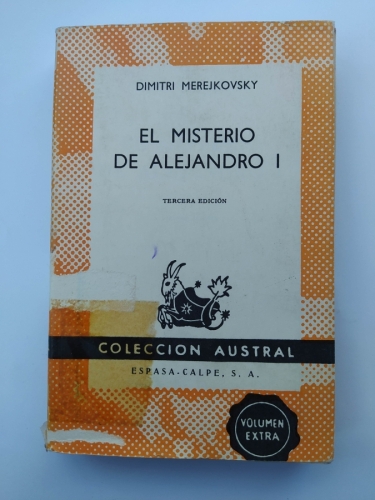 DIMITRI MEREJKOVSKY
EL MISTERIO
DE ALEJANDRO I
TERCERA EDICIÓN
COLECCION AUSTRAL
ESPASA-CALPE, S. A.
VOLUMEN
EXTRA